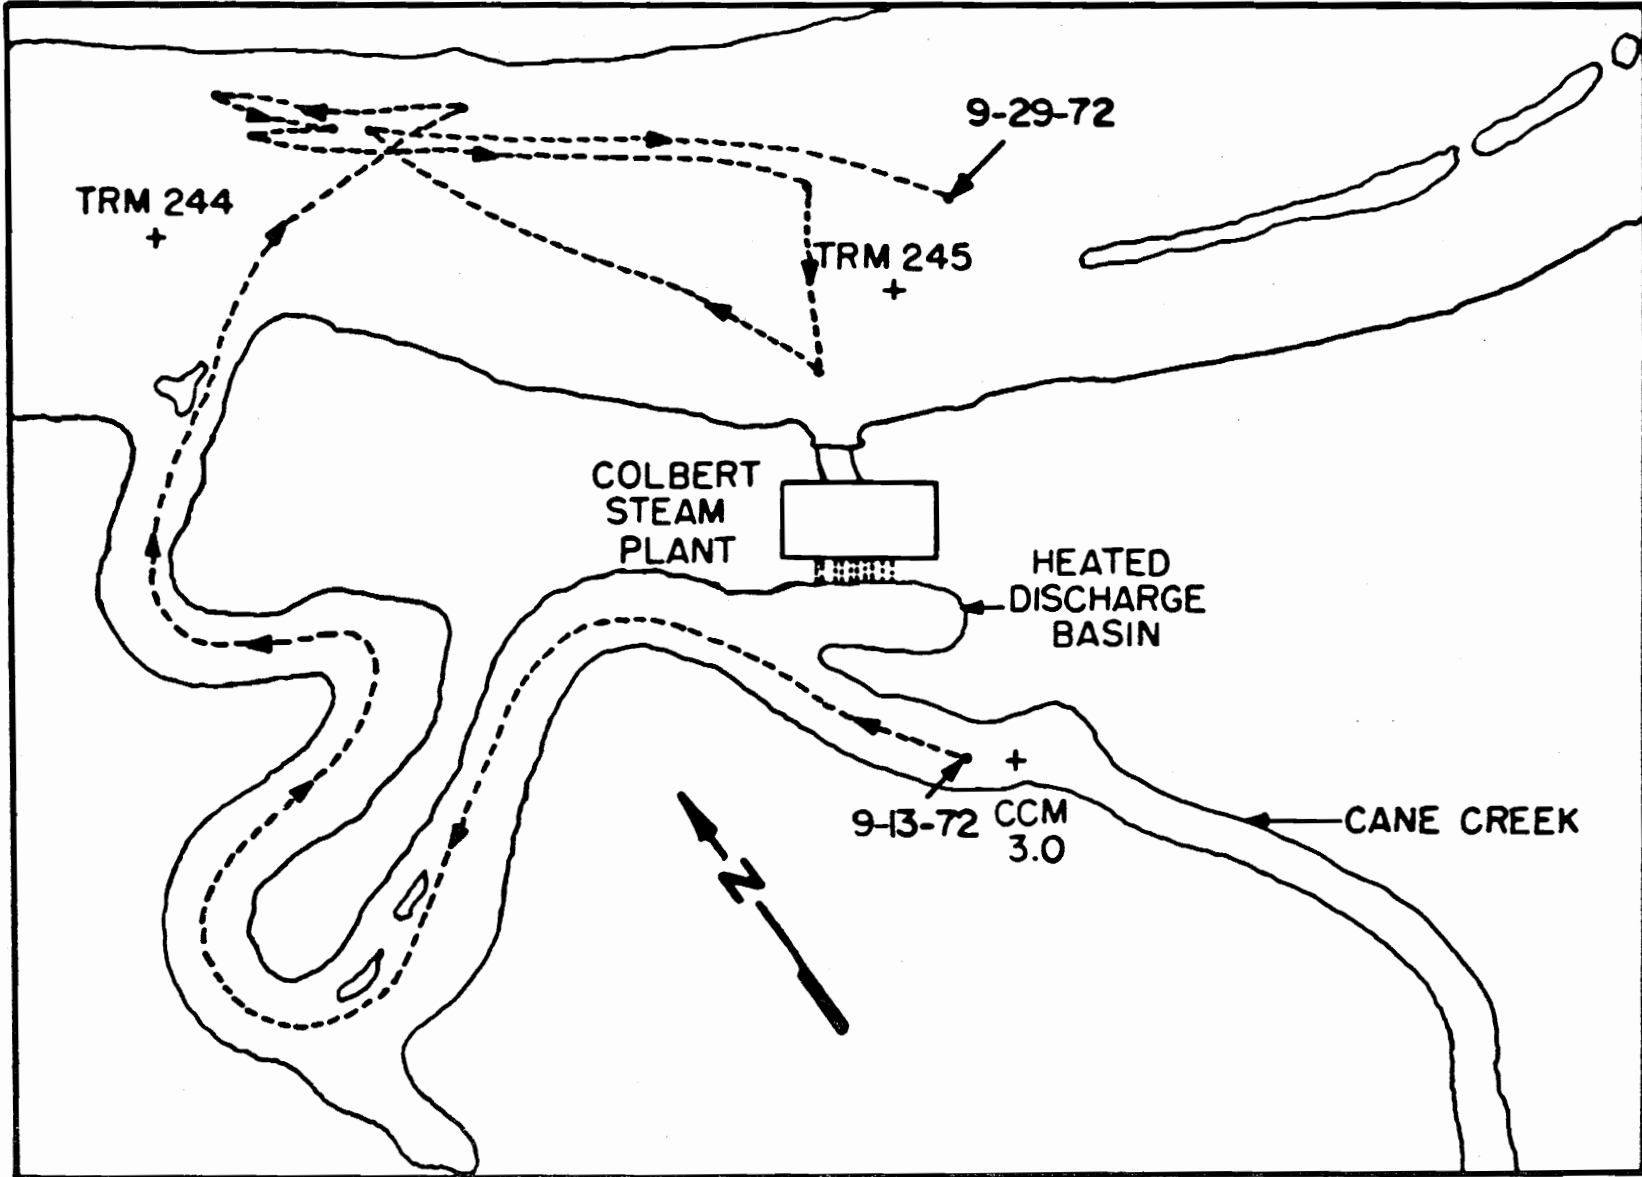 9-29-72
TRM 244
+
TRM 245
+
COLBERT
STEAM
PLANT
HEATED
DISCHARGE
BASIN
+
9-13-72
CCM
3.0
CANE CREEK
N